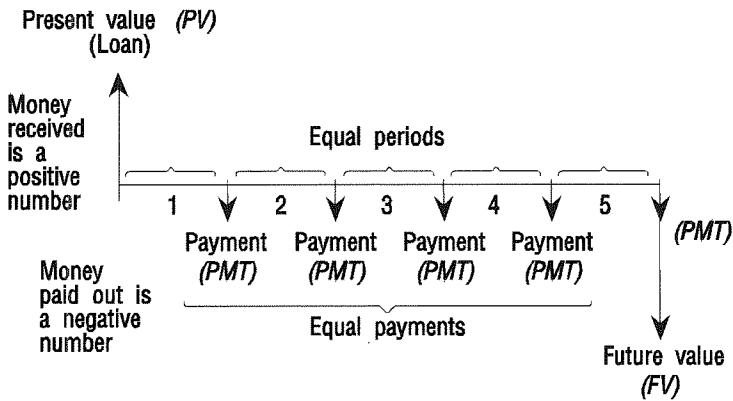 Present value (PV)
(Loan)
Money
received
is a
positive
number
Equal periods
1 2 3 4 5
Payment Payment Payment Payment
(PMT) (PMT) (PMT) (PMT)
(PMT)
Money
paid out is
a negative
number
Equal payments
Future value
(FV)